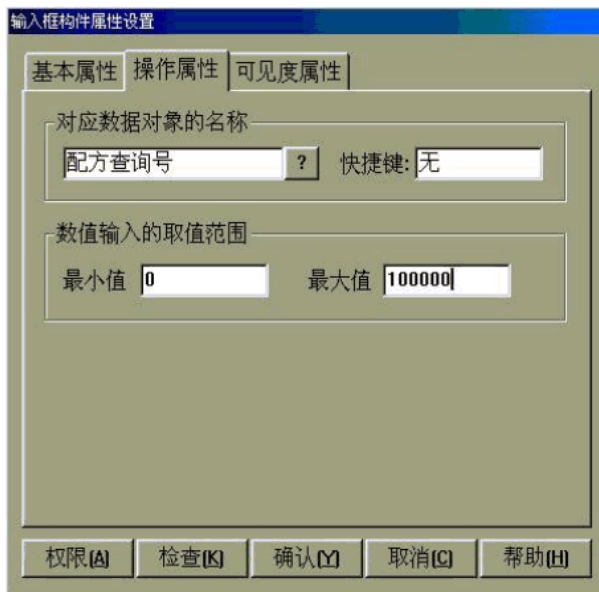 输入框构件属性设置
基本属性 操作属性 可见度属性
对应数据对象的名称
配方查询号 ? 快捷键: 无
数值输入的取值范围
最小值 0 最大值 100000
权限(A) 检查(K) 确认(Y) 取消(C) 帮助(H)